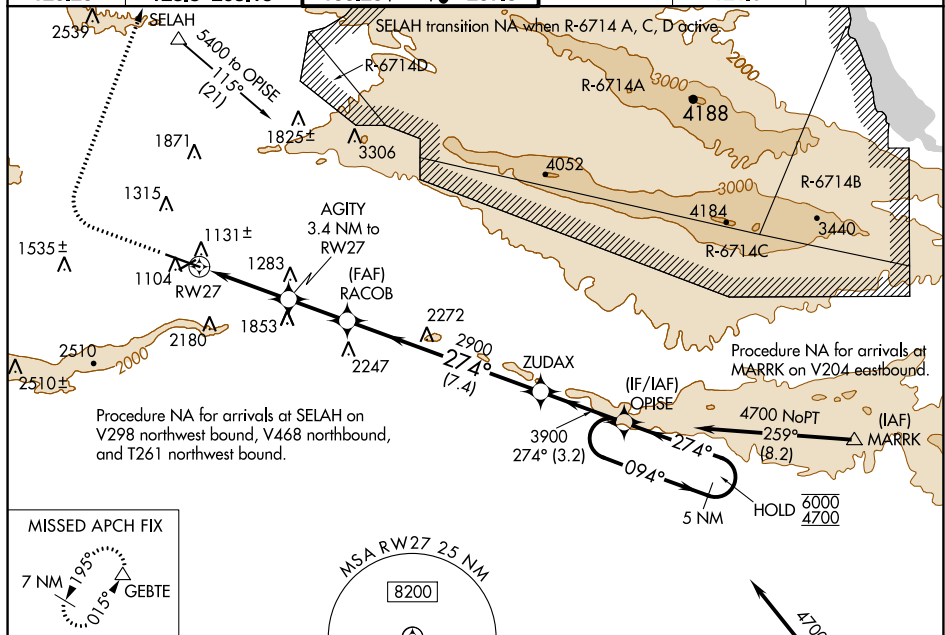 SELAH
2539
5400 to OPISE
115°
(21)
SELAH transition NA when R-6714 A, C, D active.
R-6714D
R-6714A
3000
2000
4188
1825±
1871
3306
4052
3000
R-6714B
1315
4184
3440
R-6714C
AGITY
3.4 NM to
RW27
1535±
1131±
1104
RW27
1283
(FAF)
RACOB
1853
2180
2272
2247
2900
274°
(7.4)
ZUDAX
2510
2000
2510±
Procedure NA for arrivals at
MARRK on V204 eastbound.
(IF/IAF)
OPISE
4700 NoPT
259°
(8.2)
(IAF)
MARRK
Procedure NA for arrivals at SELAH on
V298 northwest bound, V468 northbound,
and T261 northwest bound.
3900
274° (3.2)
274°
094°
5 NM
HOLD
6000
4700
MISSED APCH FIX
7 NM
195°
015°
GEBTE
MSA RW27 25 NM
8200
4700